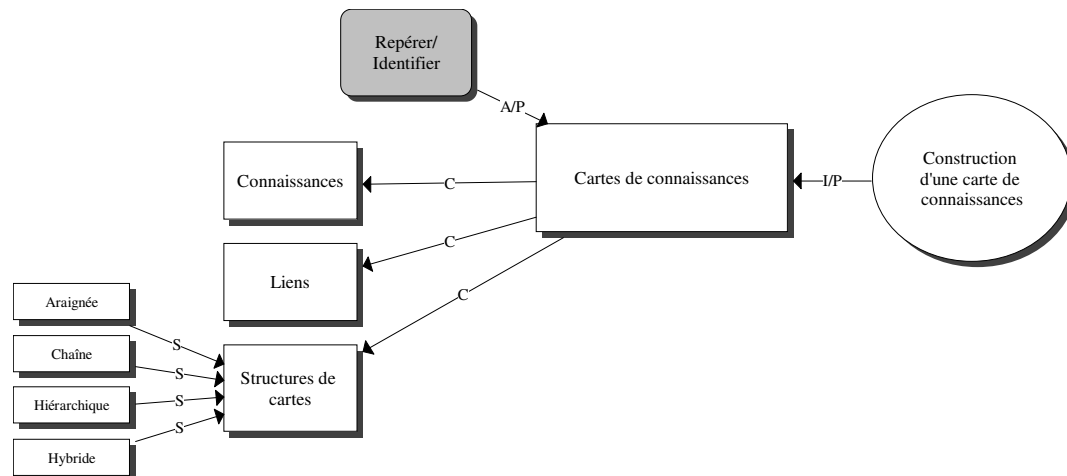 Repérer/
Identifier
A/P
Connaissances
C
Cartes de connaissances
I/P
Construction
d'une carte de
connaissances
C
Liens
C
Araignée
S
Chaîne
S
Structures de
cartes
Hiérarchique
S
S
Hybride